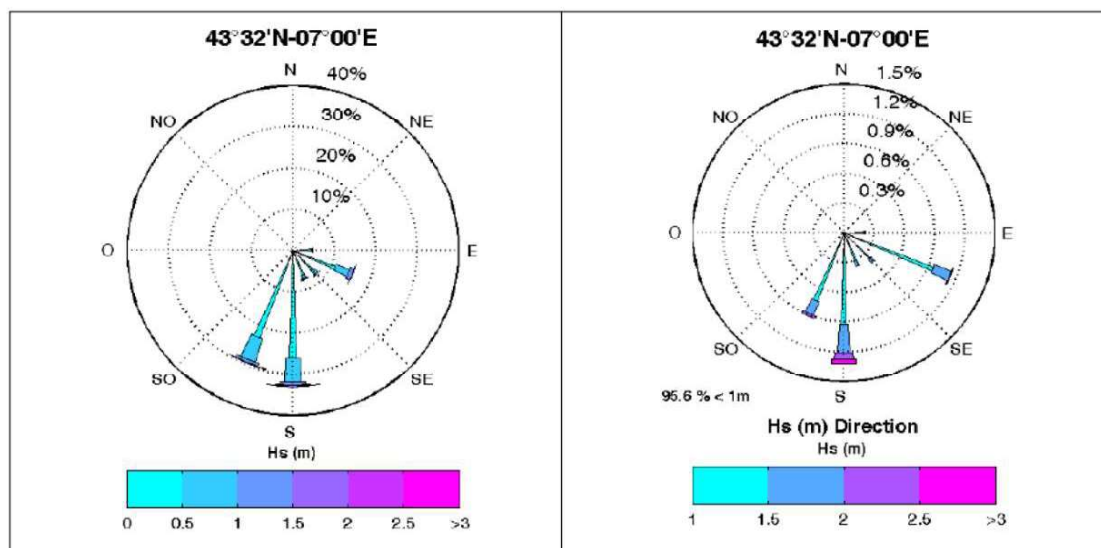 43°32'N-07°00'E
N
40%
NO
NE
30%
20%
10%
O
E
SO
SE
S
Hs (m)
0 0.5 1 1.5 2 2.5 >3
43°32'N-07°00'E
N
1.5%
1.2%
NO
NE
0.9%
0.6%
0.3%
O
E
SO
SE
95.6 % < 1m
S
Hs (m) Direction
Hs (m)
1 1.5 2 2.5 >3